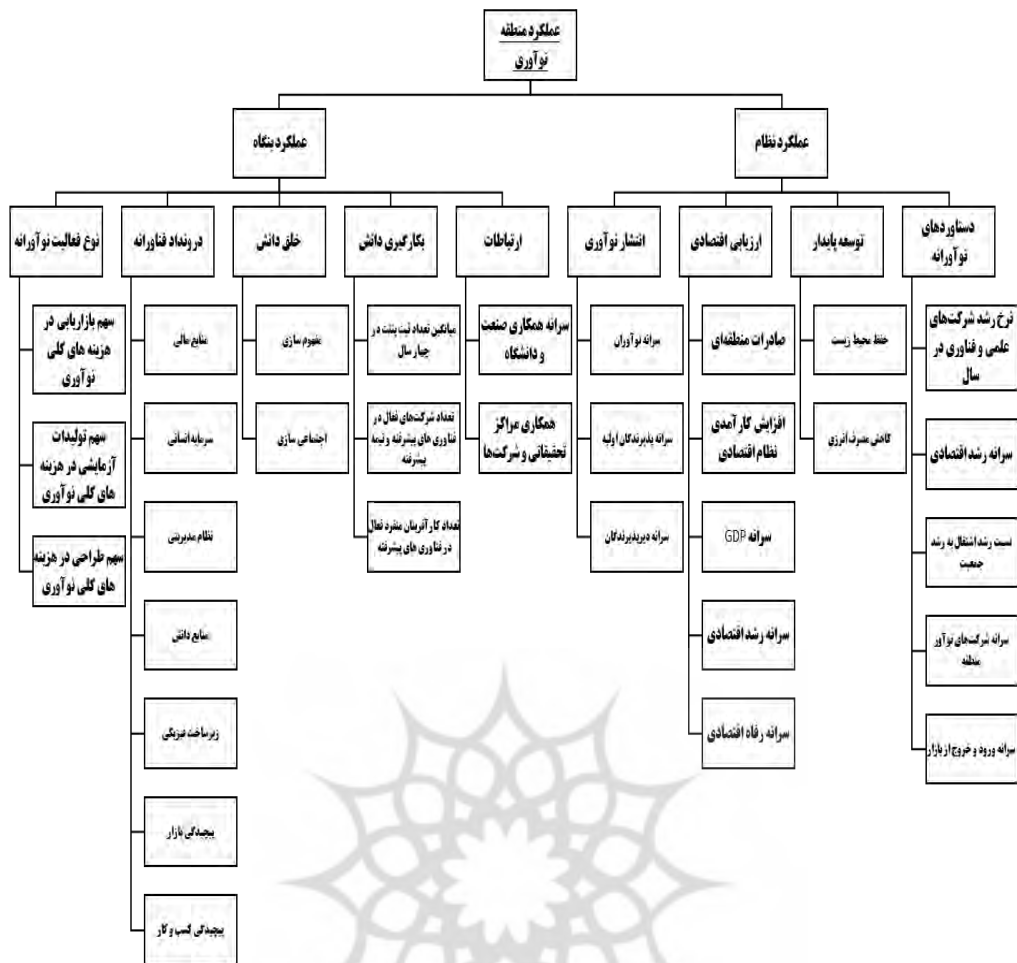 عملکرد منطقه
نوآوری
عملکرد نظام
عملکرد بنگاه
دستاوردهای
نوآورانه
توسعه پایدار
ارزیابی اقتصادی
انتشار نوآوری
ارتباطات
بکارگیری دانش
خلق دانش
درونداد فناورانه
نوع فعالیت نوآورانه
نرخ رشد شرکت‌های
علمی و فناوری در
سال
سرانه رشد اقتصادی
نسبت رشد اشتغال به رشد
جمعیت
سرانه شرکت‌های نوآور
منطقه
سرانه ورود و خروج از بازار
حفظ محیط زیست
کاهش مصرف انرژی
صادرات منطقه‌ای
افزایش کارآمدی
نظام اقتصادی
سرانه GDP
سرانه رشد اقتصادی
سرانه رفاه اقتصادی
سرانه نوآوران
سرانه پذیرندگان اولیه
سرانه دیرپذیرندگان
سرانه همکاری صنعت
و دانشگاه
همکاری مراکز
تحقیقاتی و شرکت‌ها
میانگین تعداد ثبت پتنت در
چهار سال
تعداد شرکت‌های فعال در
فناوری های پیشرفته و نیمه
پیشرفته
تعداد کارآفرینان منفرد فعال
در فناوری های پیشرفته
مفهوم سازی
اجتماعی سازی
منابع مالی
سرمایه انسانی
نظام مدیریتی
منابع دانش
زیرساخت فیزیکی
پیچیدگی بازار
پیچیدگی کسب و کار
سهم بازاریابی در
هزینه های کلی
نوآوری
سهم تولیدات
آزمایشی در هزینه
های کلی نوآوری
سهم طراحی در هزینه
های کلی نوآوری